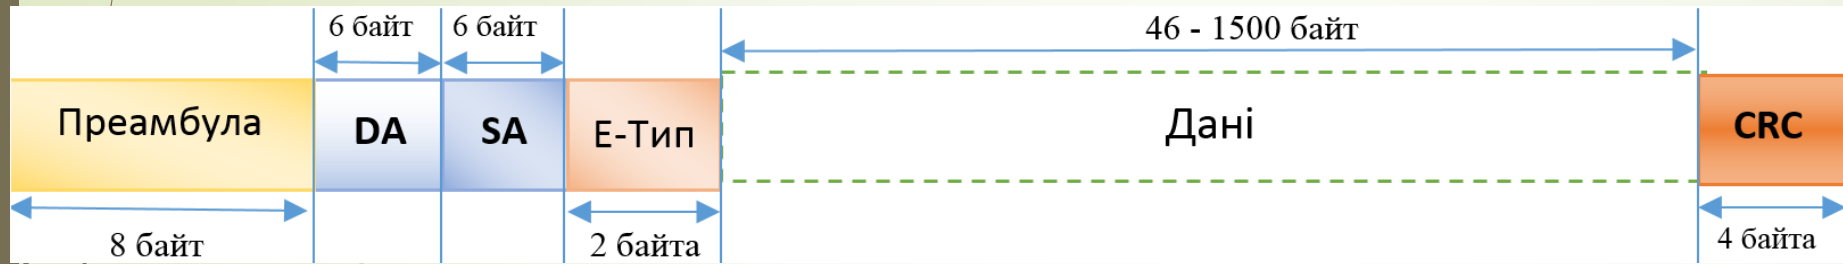 6 байт
6 байт
46 - 1500 байт
Преамбула
DA
SA
Е-Тип
Дані
CRC
8 байт
2 байта
4 байта